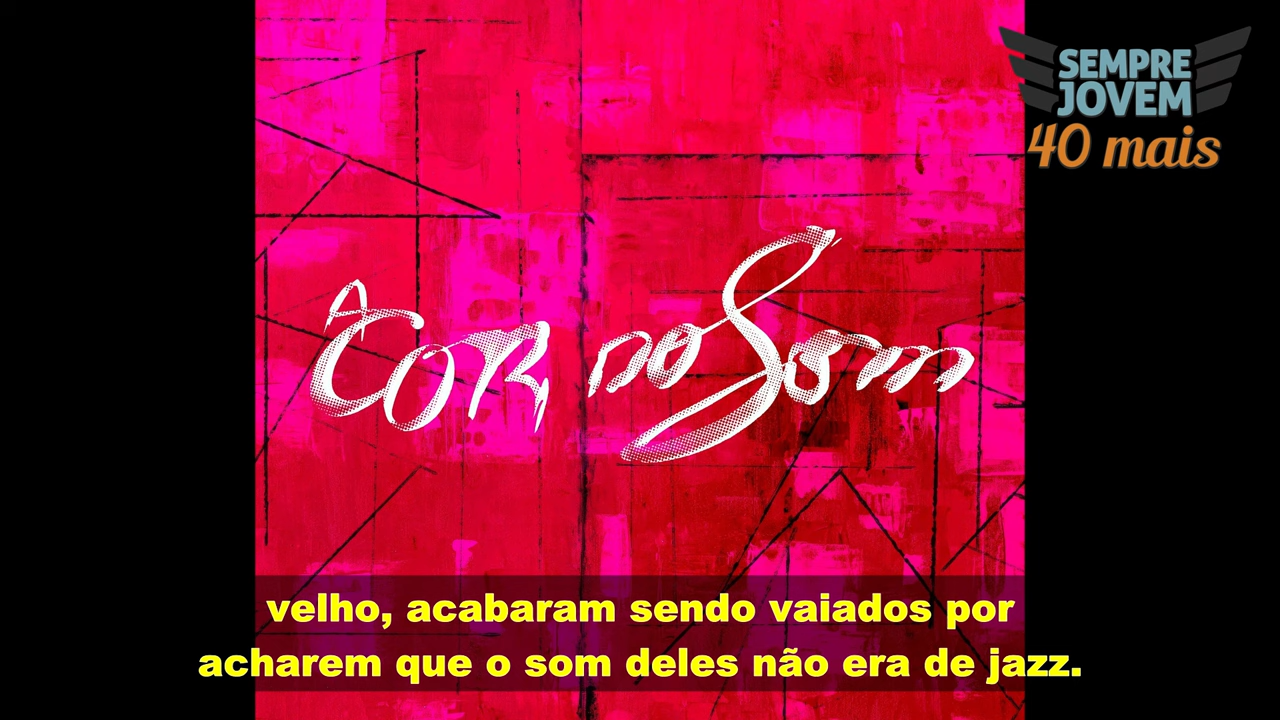 SEMPRE
JOVEM
40 mais
A COR do Som
velho, acabaram sendo vaiados por
acharem que o som deles não era de jazz.